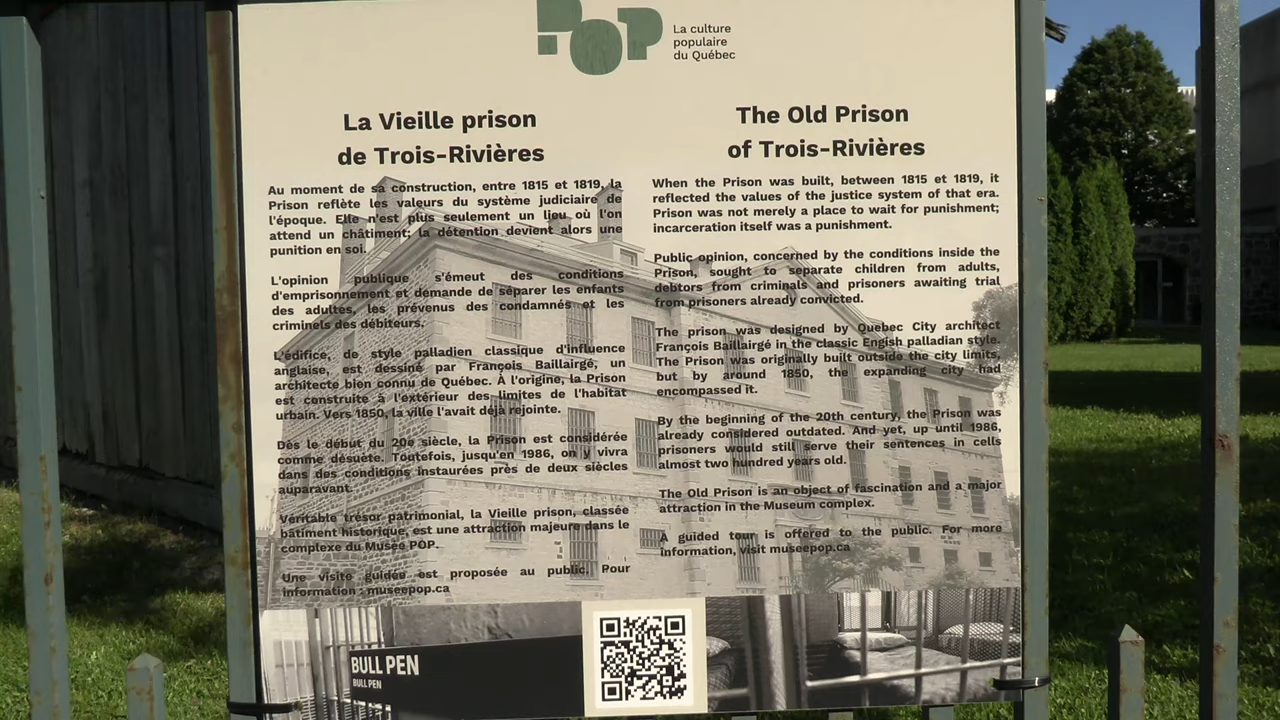 POP
La culture
populaire
du Québec
La Vieille prison
de Trois-Rivières
Au moment de sa construction, entre 1815 et 1819, la
Prison reflète les valeurs du système judiciaire de
l'époque. Elle n'est plus seulement un lieu où l'on
attend un châtiment; la détention devient alors une
punition en soi.
L'opinion publique s'émeut des conditions
d'emprisonnement et demande de séparer les enfants
des adultes, les prévenus des condamnés et les
criminels des débiteurs.
L'édifice, de style palladien classique d'influence
anglaise, est dessiné par François Baillairgé, un
architecte bien connu de Québec. À l'origine, la Prison
est construite à l'extérieur des limites de l'habitat
urbain. Vers 1850, la ville l'avait déjà rejointe.
Dès le début du 20e siècle, la Prison est considérée
comme désuète. Toutefois, jusqu'en 1986, on y vivra
dans des conditions instaurées près de deux siècles
auparavant.
Véritable trésor patrimonial, la Vieille prison, classée
bâtiment historique, est une attraction majeure dans le
complexe du Musée POP.
Une visite guidée est proposée au public. Pour
information : museepop.ca
The Old Prison
of Trois-Rivières
When the Prison was built, between 1815 et 1819, it
reflected the values of the justice system of that era.
Prison was not merely a place to wait for punishment;
incarceration itself was a punishment.
Public opinion, concerned by the conditions inside the
Prison, sought to separate children from adults,
debtors from criminals and prisoners awaiting trial
from prisoners already convicted.
The prison was designed by Quebec City architect
François Baillairgé in the classic Engish palladian style.
The Prison was originally built outside the city limits,
but by around 1850, the expanding city had
encompassed it.
By the beginning of the 20th century, the Prison was
already considered outdated. And yet, up until 1986,
prisoners would still serve their sentences in cells
almost two hundred years old.
The Old Prison is an object of fascination and a major
attraction in the Museum complex.
A guided tour is offered to the public. For more
information, visit museepop.ca
BULL PEN
BULL PEN